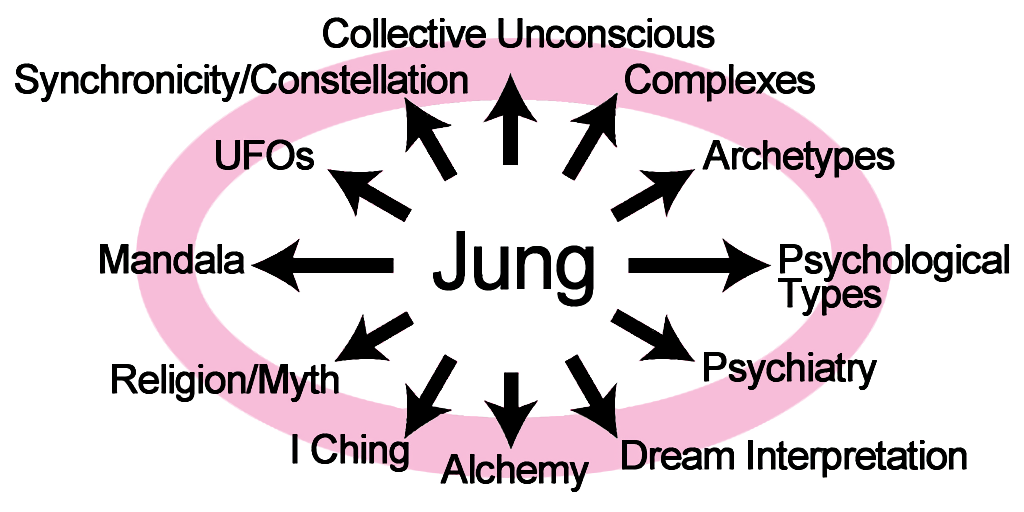 Collective Unconscious
Synchronicity/Constellation
Complexes
UFOs
Archetypes
Mandala
Jung
Psychological
Types
Religion/Myth
Psychiatry
I Ching
Alchemy
Dream Interpretation